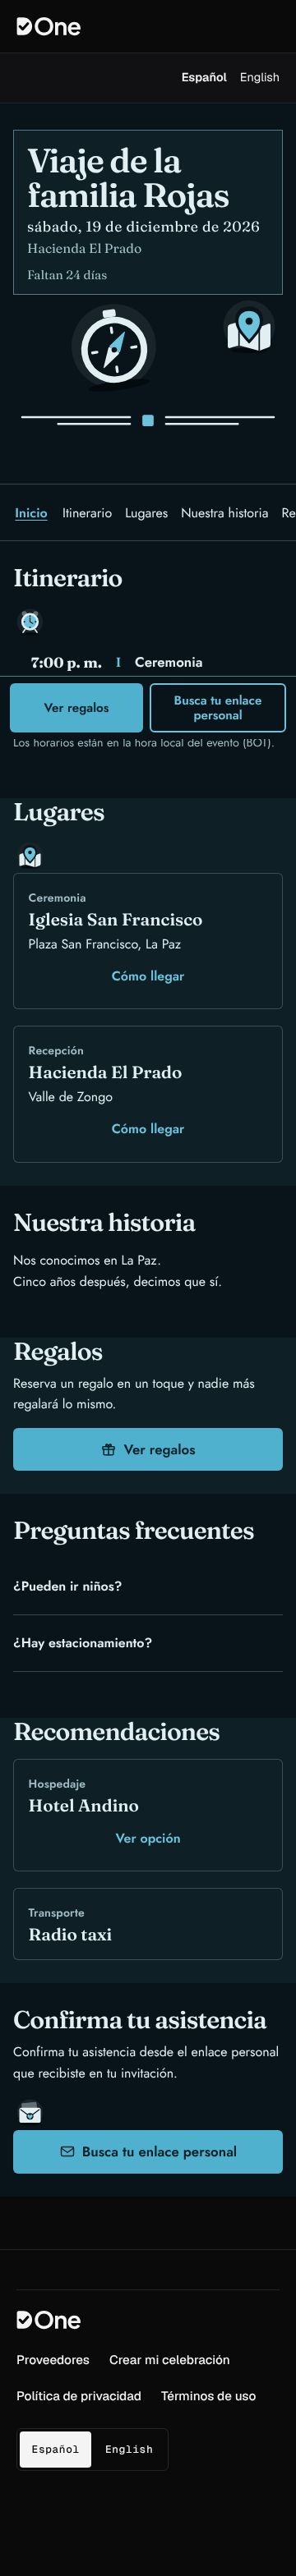 DOne
Español English
Viaje de la
familia Rojas
sábado, 19 de diciembre de 2026
Hacienda El Prado
Faltan 24 días
Inicio Itinerario Lugares Nuestra historia Re
Itinerario
7:00 p. m. I Ceremonia
Ver regalos
Busca tu enlace
personal
Los horarios están en la hora local del evento (BOT).
Lugares
Ceremonia
Iglesia San Francisco
Plaza San Francisco, La Paz
Cómo llegar
Recepción
Hacienda El Prado
Valle de Zongo
Cómo llegar
Nuestra historia
Nos conocimos en La Paz.
Cinco años después, decimos que sí.
Regalos
Reserva un regalo en un toque y nadie más
regalará lo mismo.
Ver regalos
Preguntas frecuentes
¿Pueden ir niños?
¿Hay estacionamiento?
Recomendaciones
Hospedaje
Hotel Andino
Ver opción
Transporte
Radio taxi
Confirma tu asistencia
Confirma tu asistencia desde el enlace personal
que recibiste en tu invitación.
Busca tu enlace personal
DOne
Proveedores Crear mi celebración
Política de privacidad Términos de uso
Español English